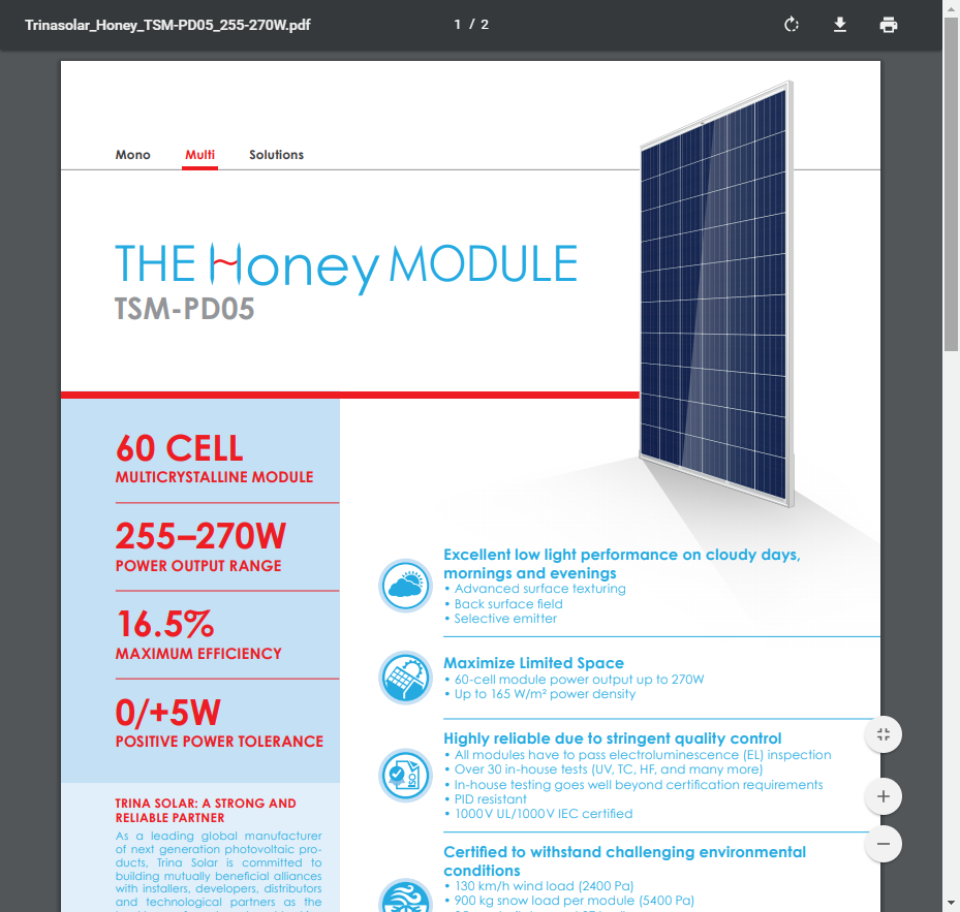 Trinasolar_Honey_TSM-PD05_255-270W.pdf
1 / 2
Mono Multi Solutions
THE Honey MODULE
TSM-PD05
60 CELL
MULTICRYSTALLINE MODULE
255–270W
POWER OUTPUT RANGE
16.5%
MAXIMUM EFFICIENCY
0/+5W
POSITIVE POWER TOLERANCE
TRINA SOLAR: A STRONG AND
RELIABLE PARTNER
As a leading global manufacturer
of next generation photovoltaic pro-
ducts, Trina Solar is committed to
building mutually beneficial alliances
with installers, developers, distributors
and technological partners as the
Excellent low light performance on cloudy days,
mornings and evenings
• Advanced surface texturing
• Back surface field
• Selective emitter
Maximize Limited Space
• 60-cell module power output up to 270W
• Up to 165 W/m² power density
Highly reliable due to stringent quality control
• All modules have to pass electroluminescence (EL) inspection
• Over 30 in-house tests (UV, TC, HF, and many more)
• In-house testing goes well beyond certification requirements
• PID resistant
• 1000V UL/1000V IEC certified
ISO
Certified to withstand challenging environmental
conditions
• 130 km/h wind load (2400 Pa)
• 900 kg snow load per module (5400 Pa)